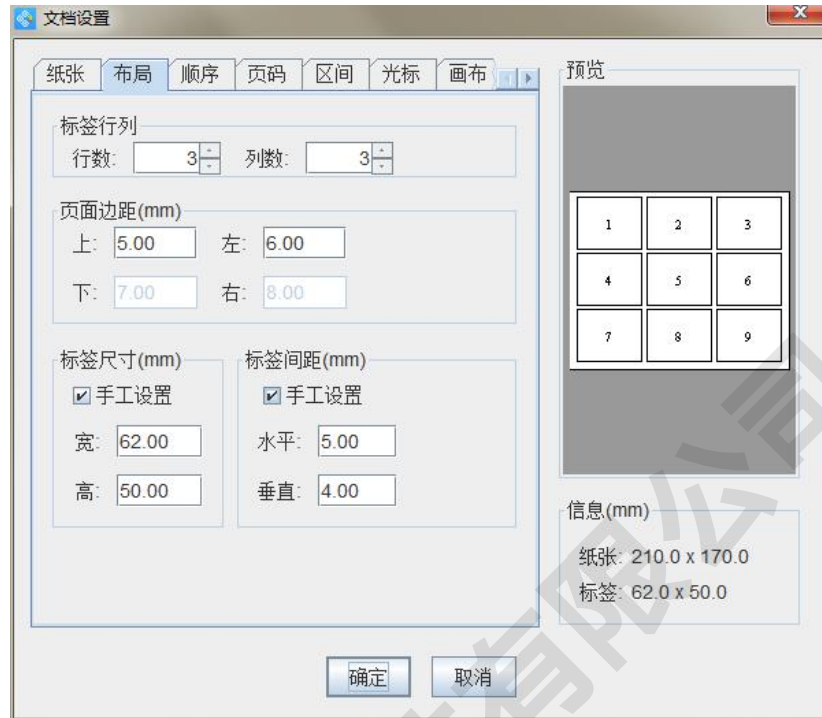 文档设置
纸张 布局 顺序 页码 区间 光标 画布
标签行列
行数: 3 列数: 3
页面边距(mm)
上: 5.00 左: 6.00
下: 7.00 右: 8.00
标签尺寸(mm) 标签间距(mm)
手工设置 手工设置
宽: 62.00 水平: 5.00
高: 50.00 垂直: 4.00
预览
1 2 3
4 5 6
7 8 9
信息(mm)
纸张: 210.0 x 170.0
标签: 62.0 x 50.0
确定 取消
有限公司